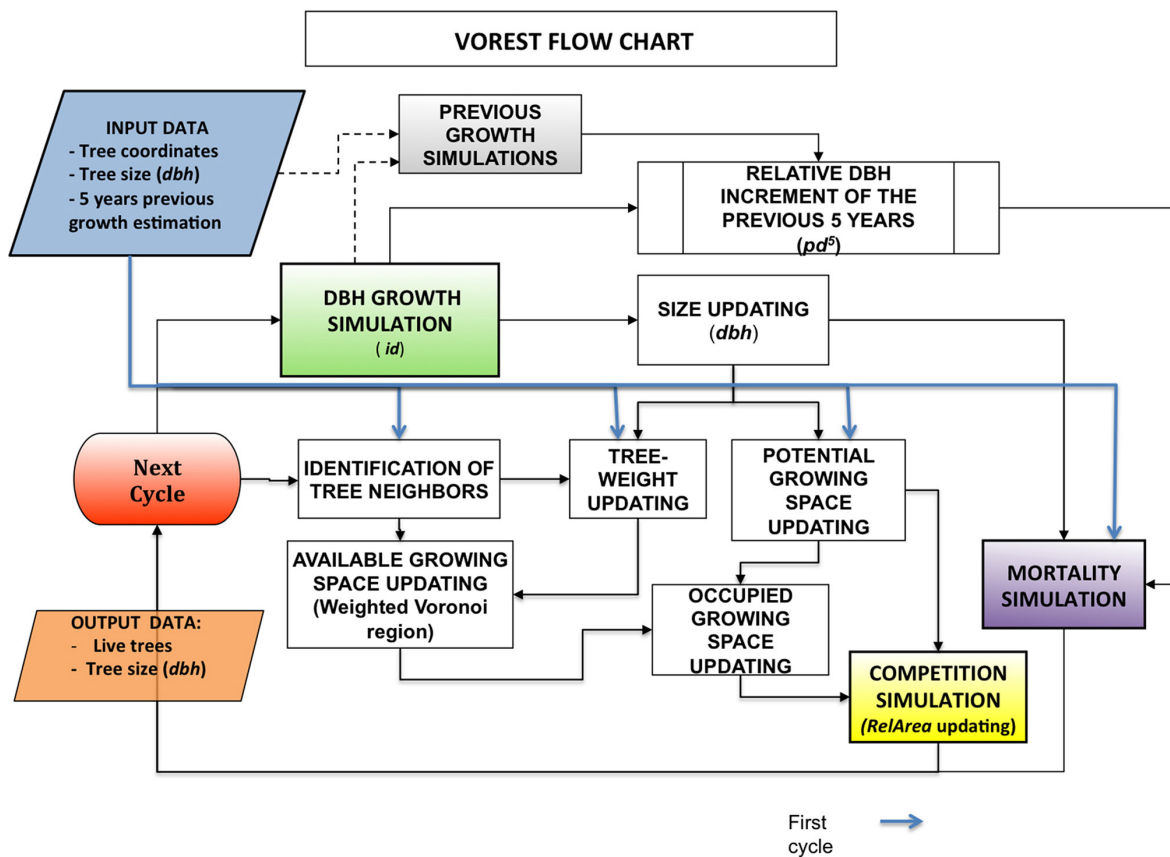 VOREST FLOW CHART
INPUT DATA
- Tree coordinates
- Tree size (dbh)
- 5 years previous
growth estimation
PREVIOUS
GROWTH
SIMULATIONS
RELATIVE DBH
INCREMENT OF THE
PREVIOUS 5 YEARS
(pd⁵)
DBH GROWTH
SIMULATION
( id)
SIZE UPDATING
(dbh)
Next
Cycle
IDENTIFICATION OF
TREE NEIGHBORS
TREE-
WEIGHT
UPDATING
POTENTIAL
GROWING
SPACE
UPDATING
AVAILABLE GROWING
SPACE UPDATING
(Weighted Voronoi
region)
OCCUPIED
GROWING
SPACE
UPDATING
MORTALITY
SIMULATION
OUTPUT DATA:
- Live trees
- Tree size (dbh)
COMPETITION
SIMULATION
(RelArea updating)
First
cycle